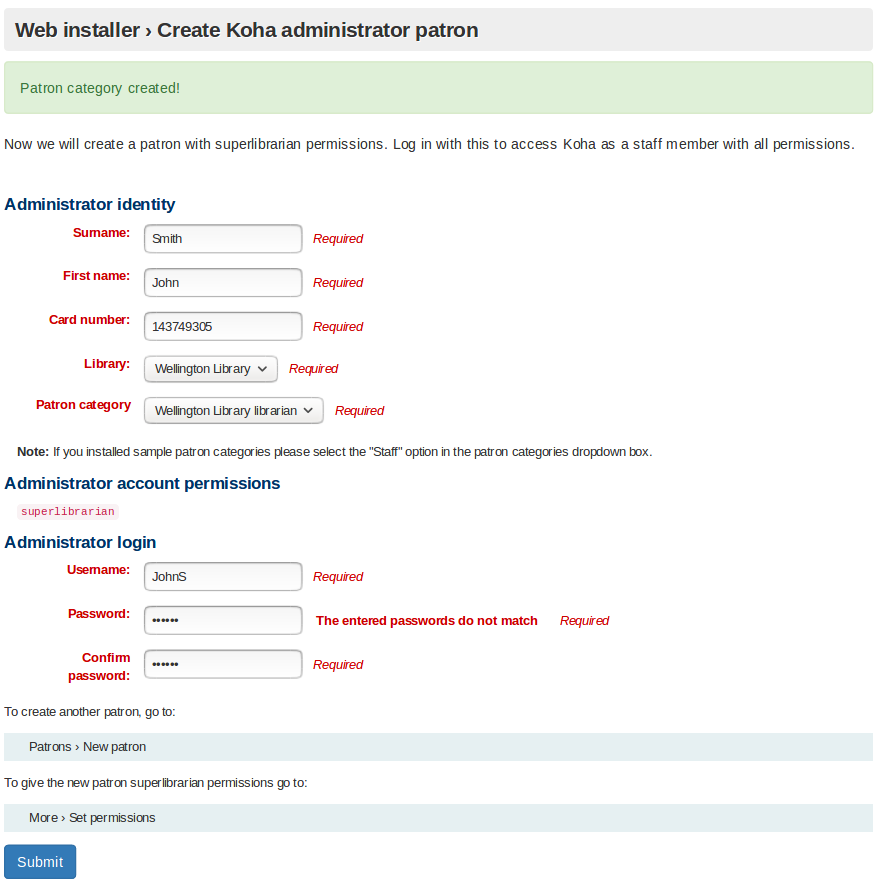 Web installer › Create Koha administrator patron
Patron category created!
Now we will create a patron with superlibrarian permissions. Log in with this to access Koha as a staff member with all permissions.
Administrator identity
Surname: Smith Required
First name: John Required
Card number: 143749305 Required
Library: Wellington Library Required
Patron category Wellington Library librarian Required
Note: If you installed sample patron categories please select the "Staff" option in the patron categories dropdown box.
Administrator account permissions
superlibrarian
Administrator login
Username: JohnS Required
Password: •••••• The entered passwords do not match Required
Confirm
password: •••••• Required
To create another patron, go to:
Patrons › New patron
To give the new patron superlibrarian permissions go to:
More › Set permissions
Submit